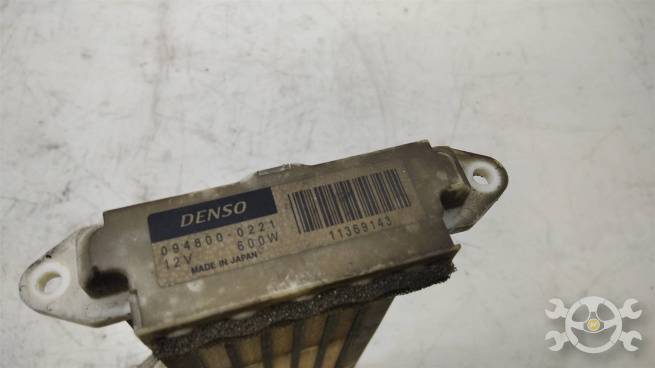 DENSO
094800-0221
12V 600W
MADE IN JAPAN
11369143